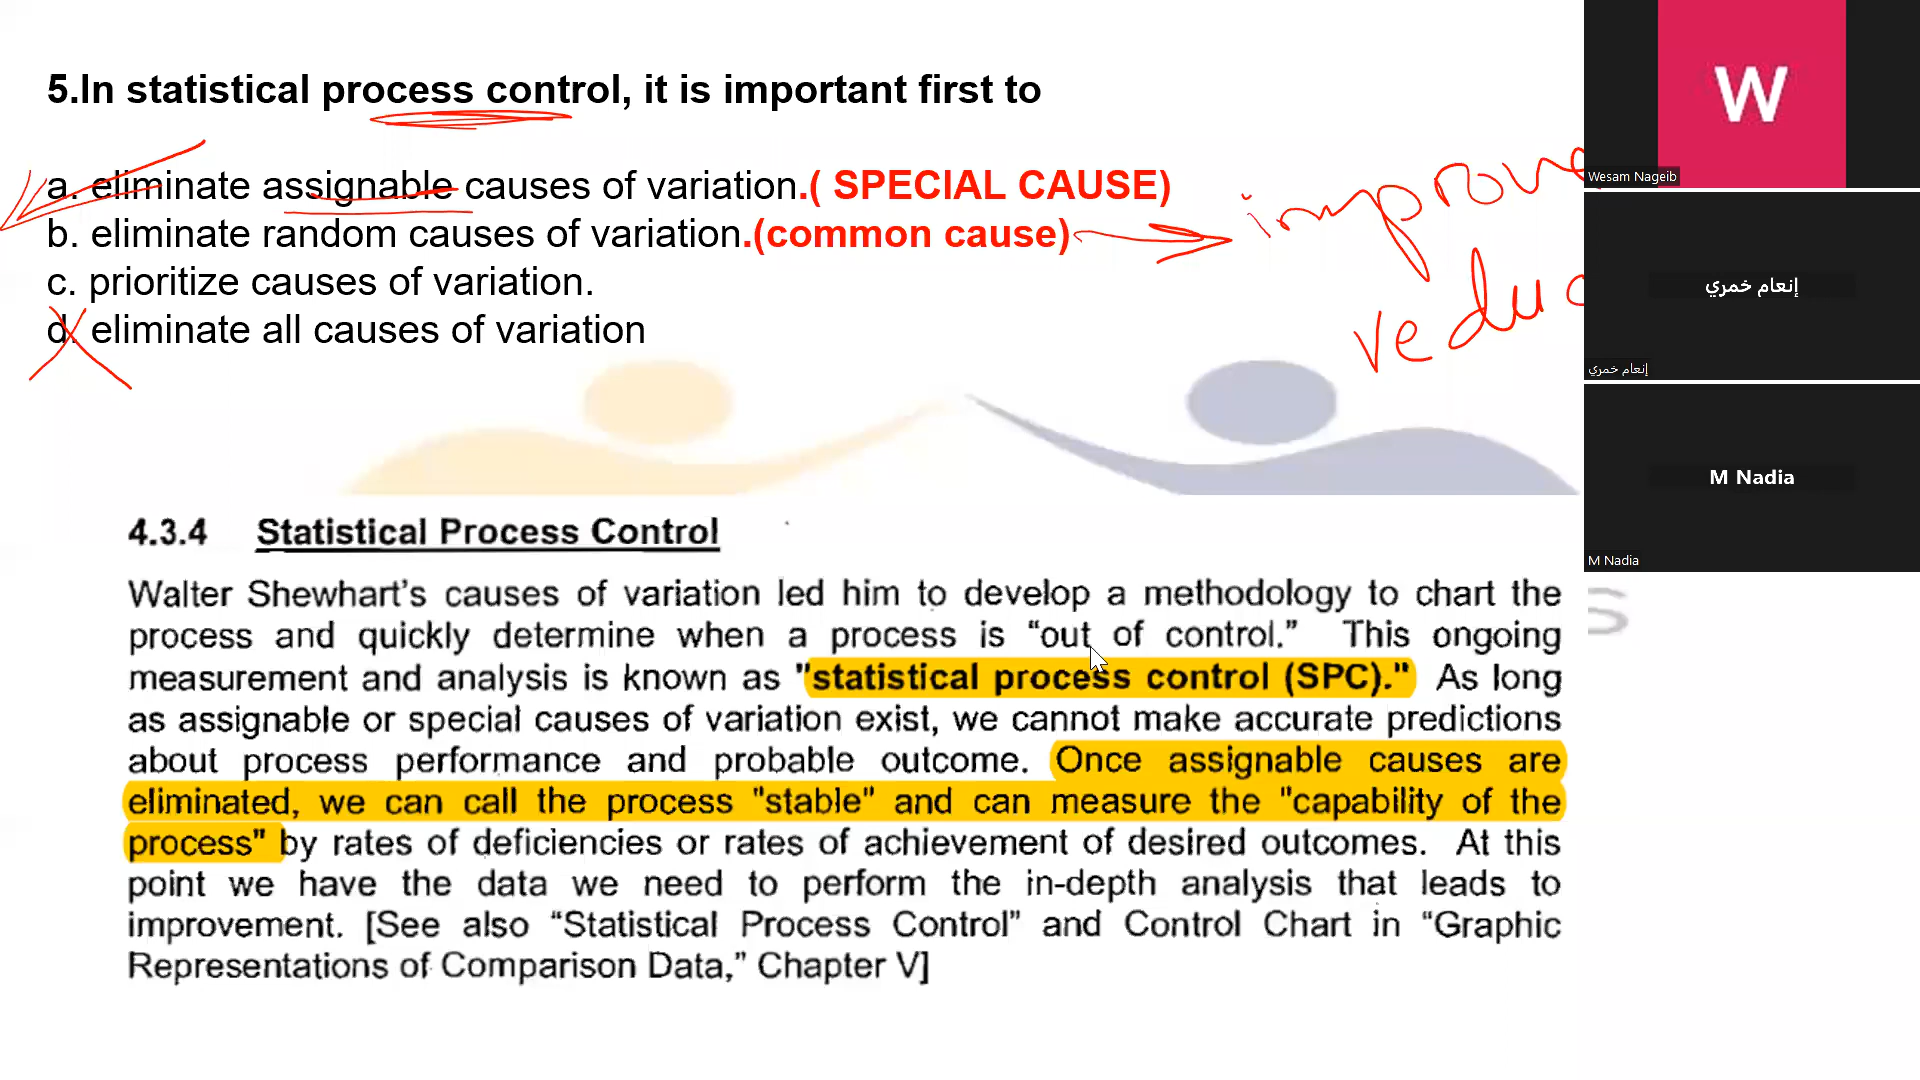 5.In statistical process control, it is important first to
a. eliminate assignable causes of variation.( SPECIAL CAUSE)
b. eliminate random causes of variation.(common cause)
c. prioritize causes of variation.
d. eliminate all causes of variation
improve
reduc
4.3.4 Statistical Process Control
Walter Shewhart's causes of variation led him to develop a methodology to chart the
process and quickly determine when a process is “out of control.” This ongoing
measurement and analysis is known as "statistical process control (SPC)." As long
as assignable or special causes of variation exist, we cannot make accurate predictions
about process performance and probable outcome. Once assignable causes are
eliminated, we can call the process "stable" and can measure the "capability of the
process" by rates of deficiencies or rates of achievement of desired outcomes. At this
point we have the data we need to perform the in-depth analysis that leads to
improvement. [See also “Statistical Process Control” and Control Chart in “Graphic
Representations of Comparison Data,” Chapter V]
W
Wesam Nageib
إنعام خمري
إنعام خمري
M Nadia
M Nadia
S